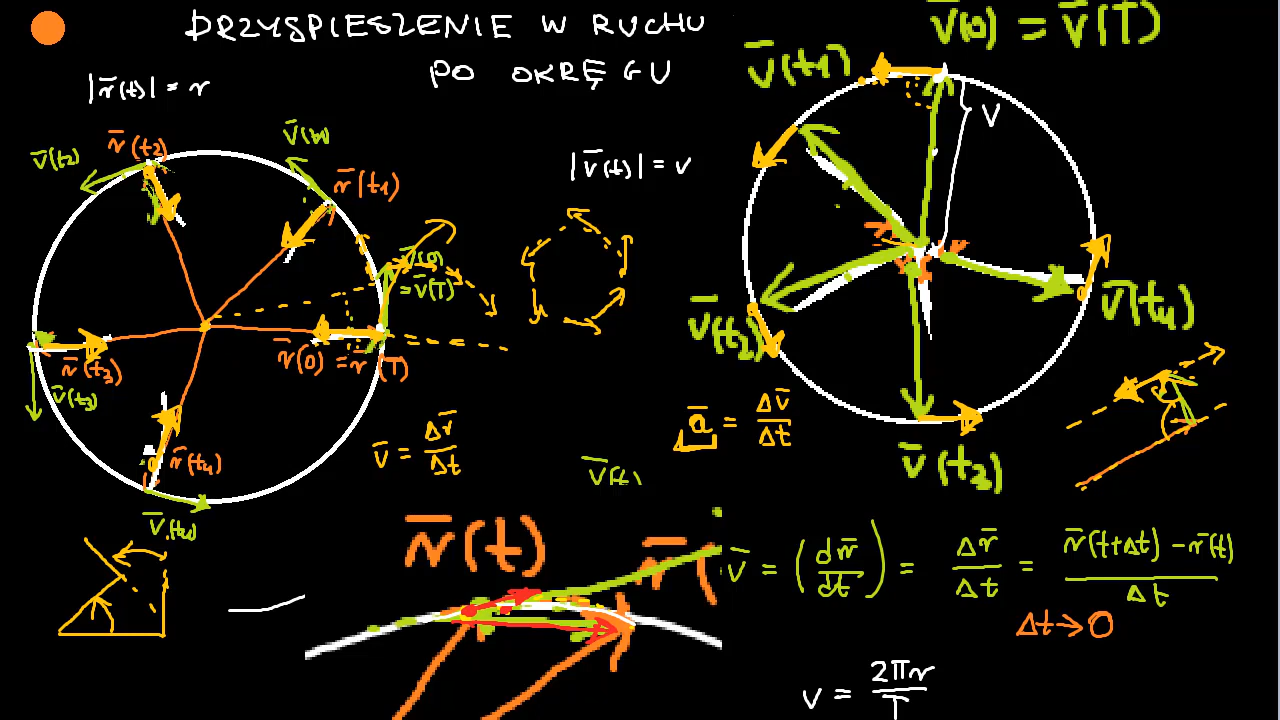 PRZYSPIESZENIE W RUCHU
PO OKRĘGU
|r̄(t)| = r
v̄(0) = v̄(T)
v̄(t1)
v
|v̄(t)| = v
v̄(t2)
r̄(t2)
v̄(t1)
r̄(t1)
v̄(0)
= v̄(T)
r̄(0) = r̄(T)
r̄(t3)
v̄(t3)
r̄(t4)
v̄(t4)
v̄(t2)
v̄(t4)
v̄(t3)
v̄ = Δr̄/Δt
ā = Δv̄/Δt
v̄(t)
r̄(t)
r̄(
v̄ = (dr̄/dt) = Δr̄/Δt = r̄(t+Δt) − r̄(t)/Δt
Δt→0
v = 2πr/T